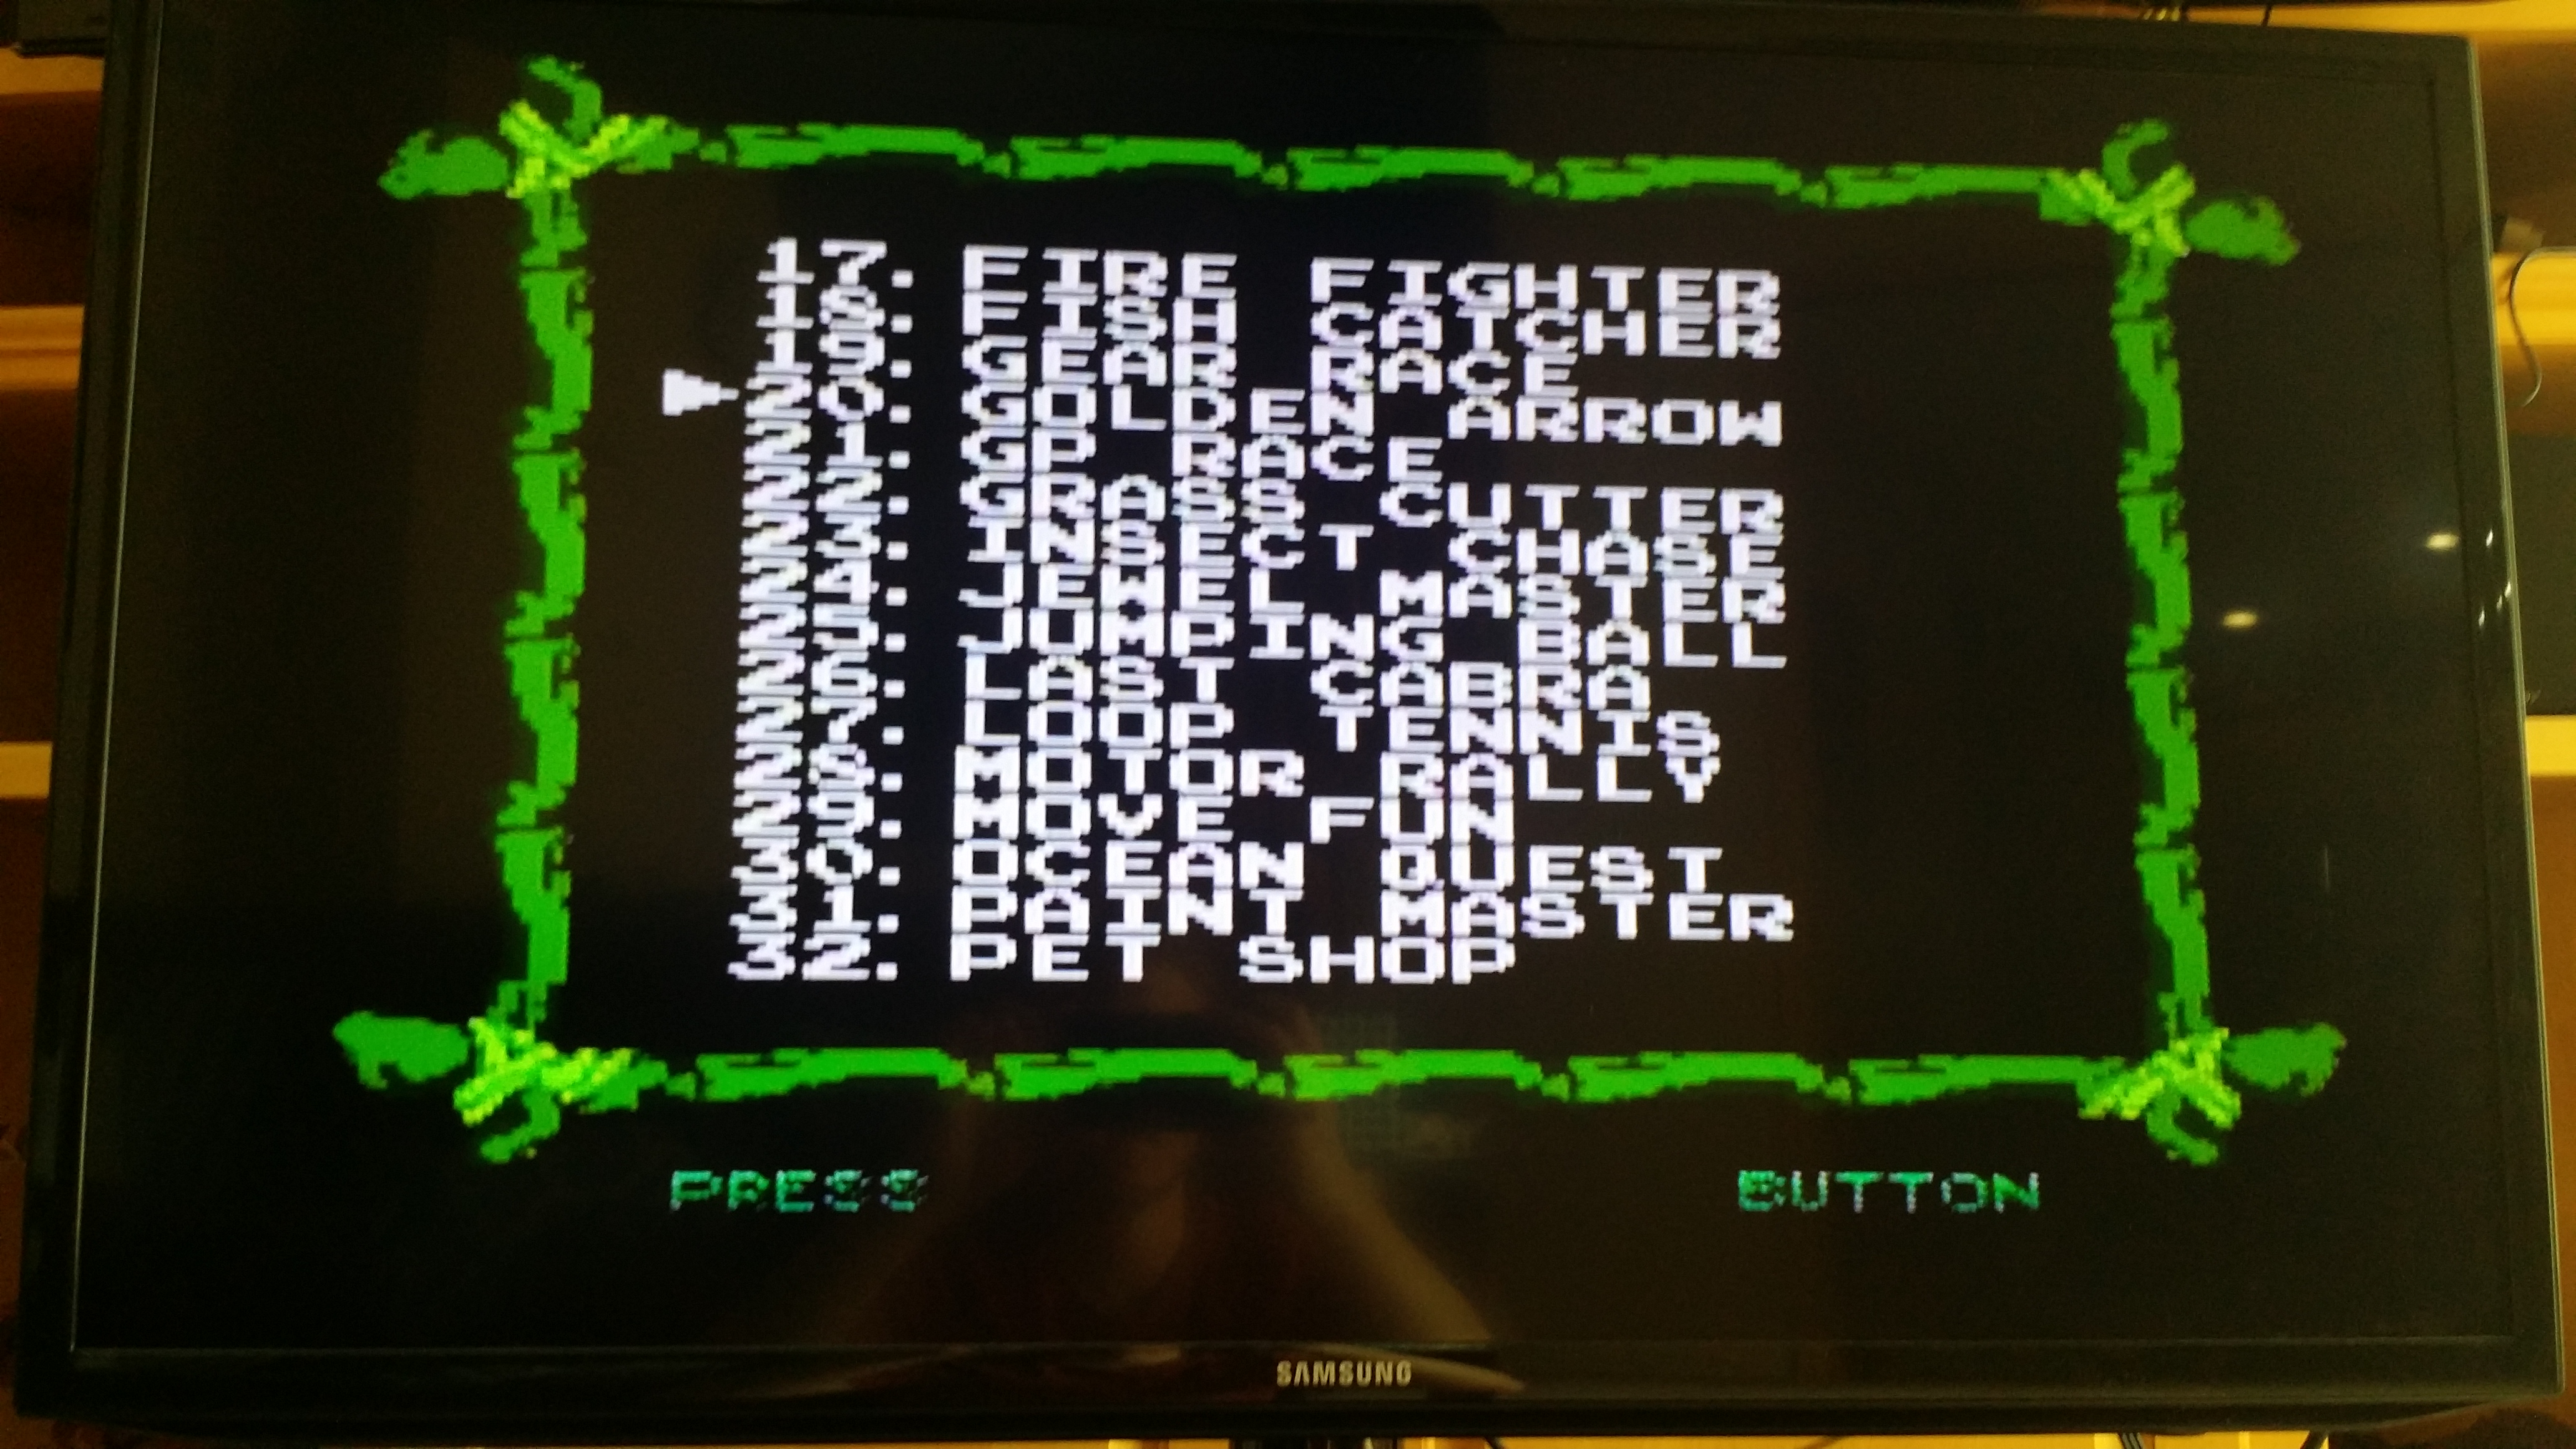 17. FIRE FIGHTER
18. FISH CATCHER
19. GEAR RACE
20. GOLDEN ARROW
21. GP RACE
22. GRASS CUTTER
23. INSECT CHASE
24. JEWEL MASTER
25. JUMPING BALL
26. LAST CABRA
27. LOOP TENNIS
28. MOTOR RALLY
29. MOVE FUN
30. OCEAN QUEST
31. PAINT MASTER
32. PET SHOP
PRESS BUTTON
SAMSUNG